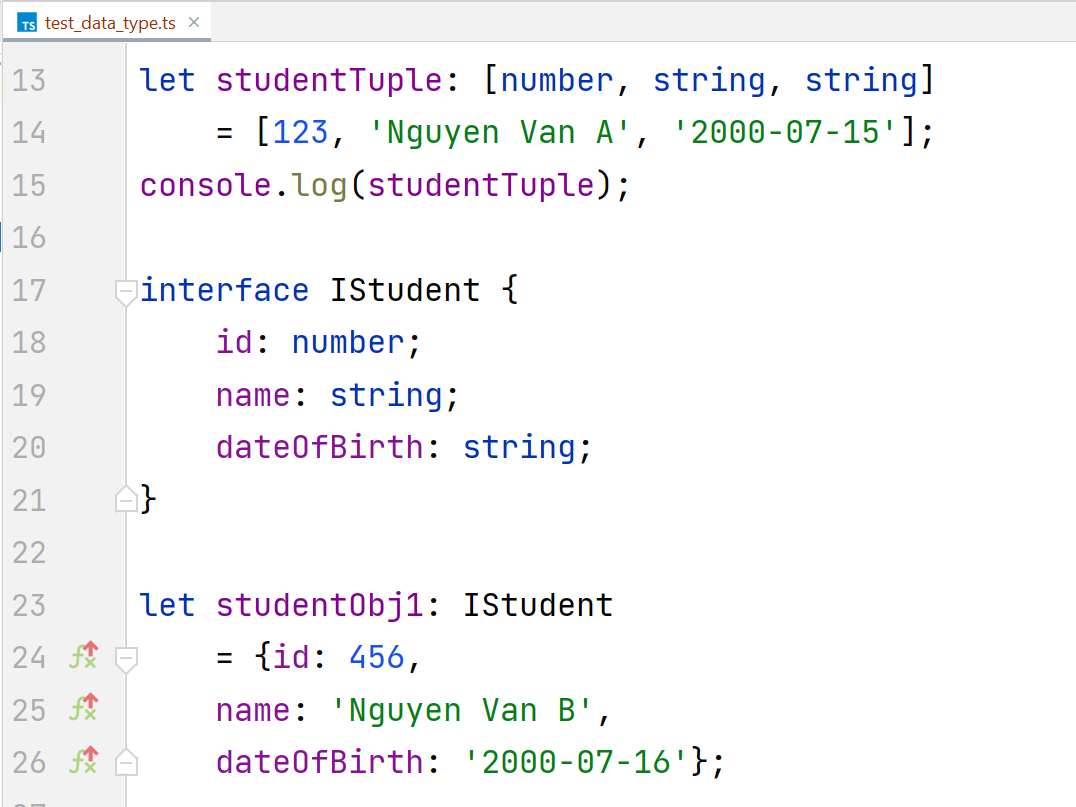 TS test_data_type.ts ×
13 let studentTuple: [number, string, string]
14     = [123, 'Nguyen Van A', '2000-07-15'];
15 console.log(studentTuple);
16
17 interface IStudent {
18     id: number;
19     name: string;
20     dateOfBirth: string;
21 }
22
23 let studentObj1: IStudent
24     = {id: 456,
25     name: 'Nguyen Van B',
26     dateOfBirth: '2000-07-16'};